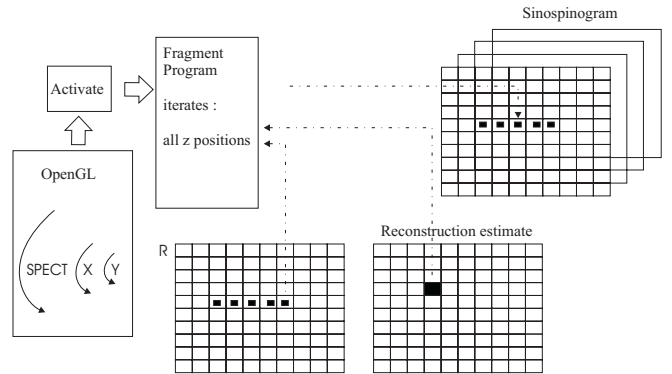 Sinospinogram
Fragment
Program
iterates :
all z positions
Activate
OpenGL
SPECT X Y
R
Reconstruction estimate